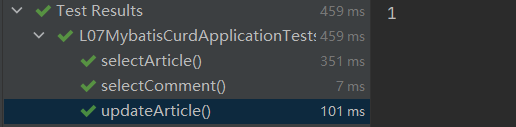 Test Results 459 ms 1
L07MybatisCurdApplicationTests 459 ms
selectArticle() 351 ms
selectComment() 7 ms
updateArticle() 101 ms